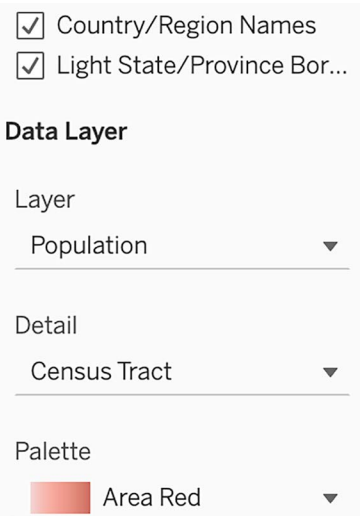 Country/Region Names
Light State/Province Bor...
Data Layer
Layer
Population
Detail
Census Tract
Palette
Area Red